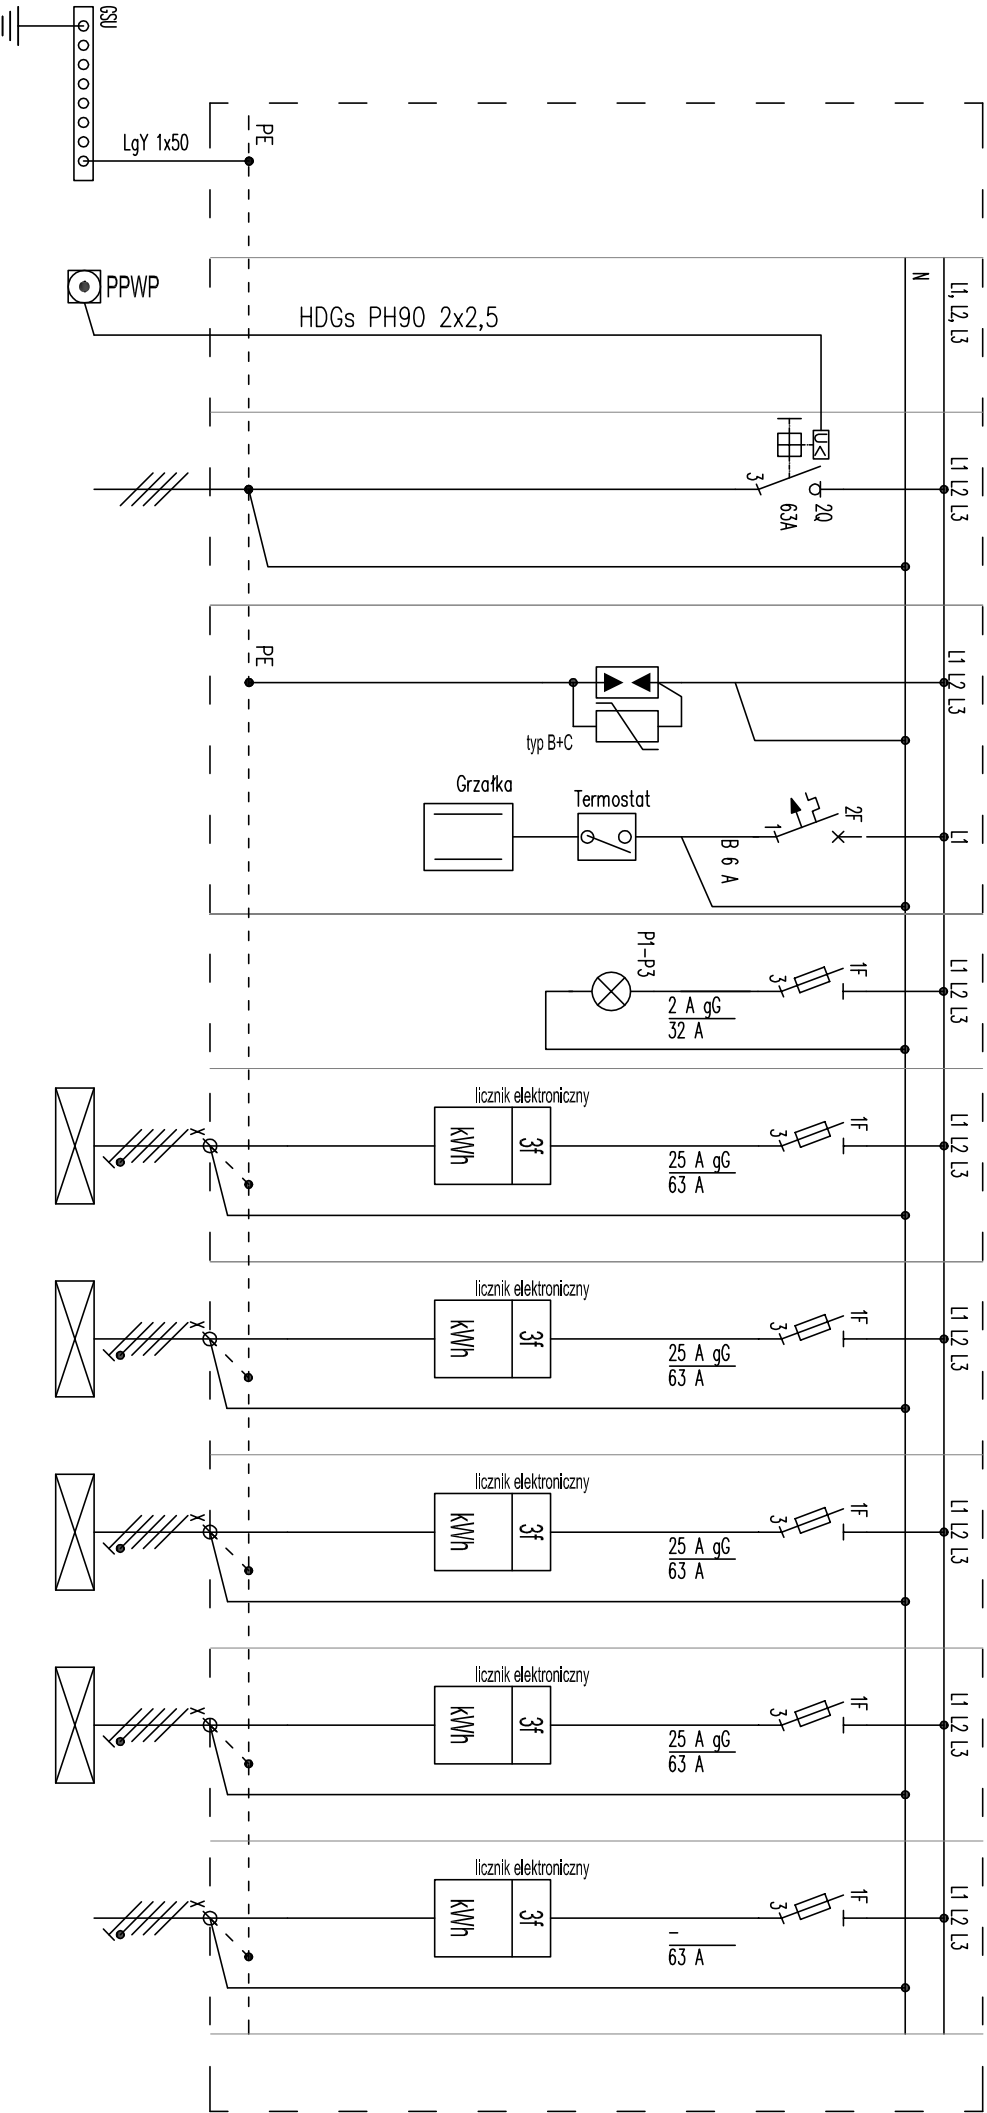 GSU
LgY 1x50
PE
PPWP
HDGs PH90 2x2,5
N
L1, L2, L3
U<
3
2Q
63A
L1 L2 L3
PE
typ B+C
L1 L2 L3
Grzałka
Termostat
B 6 A
1
2F
L1
P1-P3
2 A gG
32 A
3
1F
L1 L2 L3
licznik elektroniczny
kWh
3f
25 A gG
63 A
3
1F
L1 L2 L3
licznik elektroniczny
kWh
3f
25 A gG
63 A
3
1F
L1 L2 L3
licznik elektroniczny
kWh
3f
25 A gG
63 A
3
1F
L1 L2 L3
licznik elektroniczny
kWh
3f
25 A gG
63 A
3
1F
L1 L2 L3
licznik elektroniczny
kWh
3f
-
63 A
3
1F
L1 L2 L3